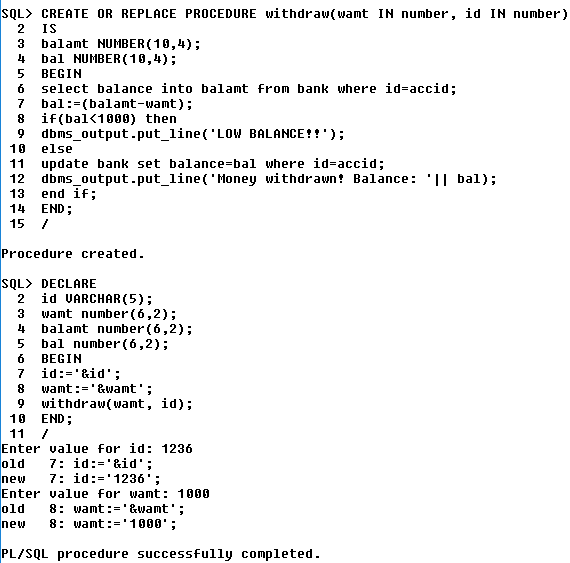 SQL> CREATE OR REPLACE PROCEDURE withdraw(wamt IN number, id IN number)
2 IS
3 balamt NUMBER(10,4);
4 bal NUMBER(10,4);
5 BEGIN
6 select balance into balamt from bank where id=accid;
7 bal:=(balamt-wamt);
8 if(bal<1000) then
9 dbms_output.put_line('LOW BALANCE!!');
10 else
11 update bank set balance=bal where id=accid;
12 dbms_output.put_line('Money withdrawn! Balance: '|| bal);
13 end if;
14 END;
15 /
Procedure created.
SQL> DECLARE
2 id VARCHAR(5);
3 wamt number(6,2);
4 balamt number(6,2);
5 bal number(6,2);
6 BEGIN
7 id:='&id';
8 wamt:='&wamt';
9 withdraw(wamt, id);
10 END;
11 /
Enter value for id: 1236
old 7: id:='&id';
new 7: id:='1236';
Enter value for wamt: 1000
old 8: wamt:='&wamt';
new 8: wamt:='1000';
PL/SQL procedure successfully completed.